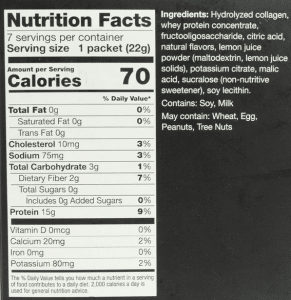 Nutrition Facts
7 servings per container
Serving size 1 packet (22g)
Amount per Serving
Calories 70
% Daily Value*
Total Fat 0g 0%
Saturated Fat 0g 0%
Trans Fat 0g
Cholesterol 10mg 3%
Sodium 75mg 3%
Total Carbohydrate 3g 1%
Dietary Fiber 2g 7%
Total Sugars 0g
Includes 0g Added Sugars 0%
Protein 15g 9%
Vitamin D 0mcg 0%
Calcium 20mg 2%
Iron 0mg 0%
Potassium 80mg 2%
The % Daily Value tells you how much a nutrient in a serving
of food contributes to a daily diet. 2,000 calories a day is
used for general nutrition advice.
Ingredients: Hydrolyzed collagen,
whey protein concentrate,
fructooligosaccharide, citric acid,
natural flavors, lemon juice
powder (maltodextrin, lemon juice
solids), potassium citrate, malic
acid, sucralose (non-nutritive
sweetener), soy lecithin.
Contains: Soy, Milk
May contain: Wheat, Egg,
Peanuts, Tree Nuts